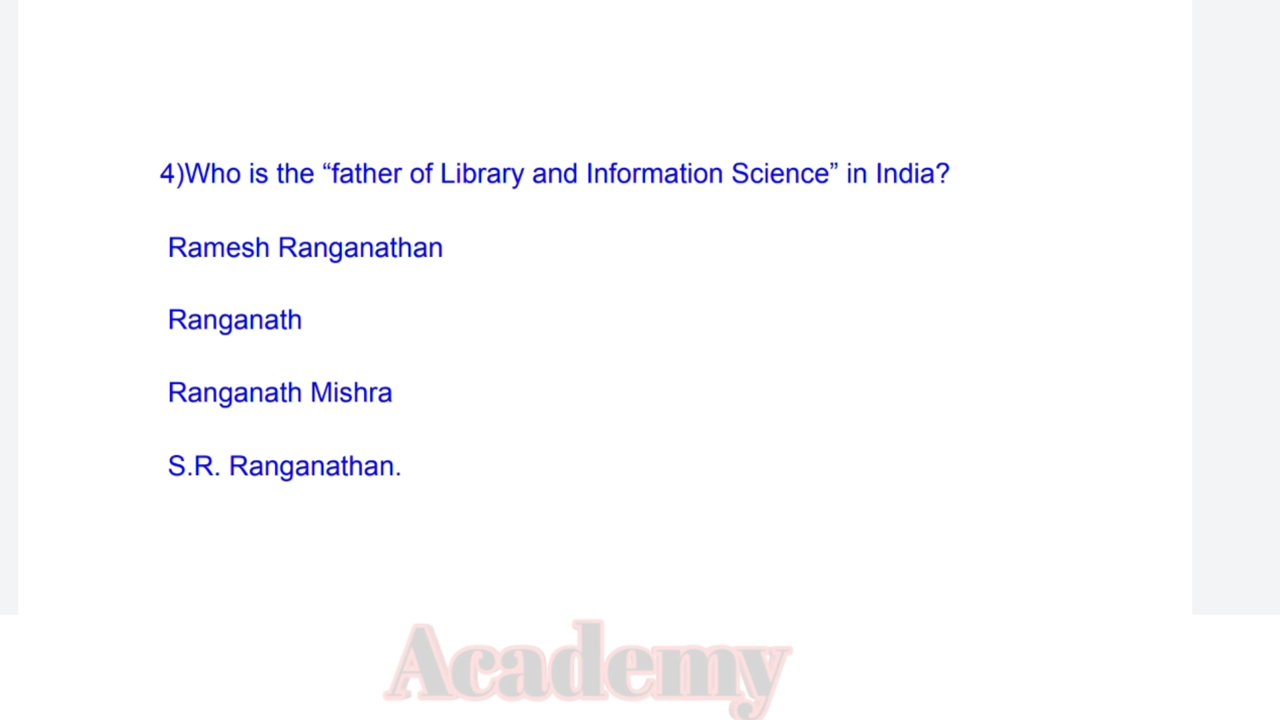 4)Who is the “father of Library and Information Science” in India?
Ramesh Ranganathan
Ranganath
Ranganath Mishra
S.R. Ranganathan.
Academy